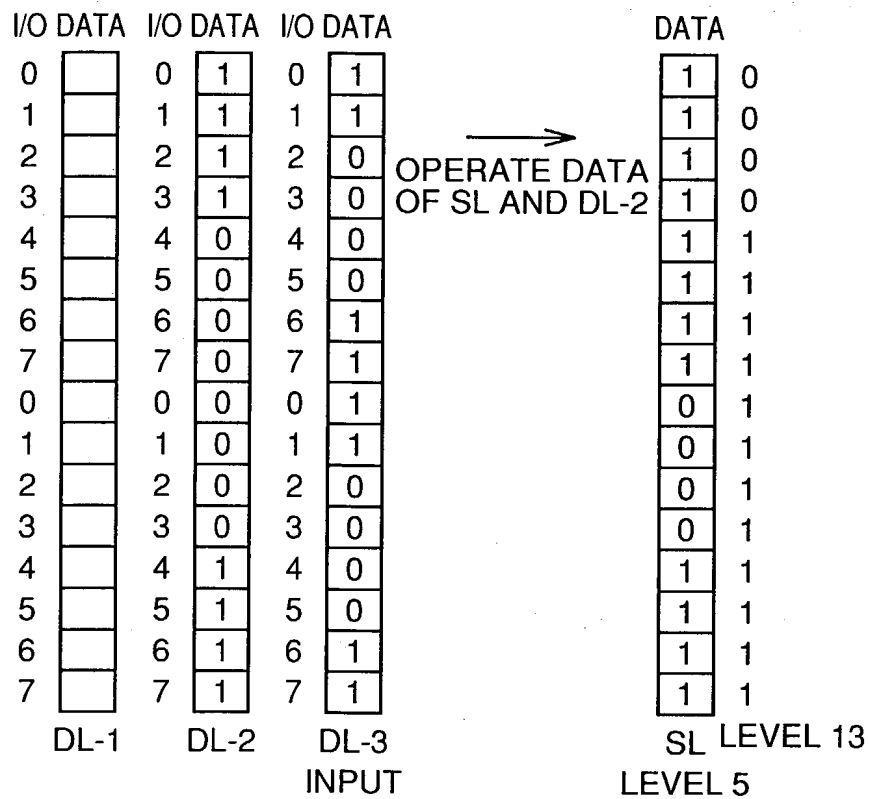 I/O DATA I/O DATA I/O DATA DATA
0 0 1 0 1 1 0
1 1 1 1 1 1 0
2 2 1 2 0 1 0
3 3 1 3 0 1 0
4 4 0 4 0 1 1
5 5 0 5 0 1 1
6 6 0 6 1 1 1
7 7 0 7 1 1 1
0 0 0 0 1 0 1
1 1 0 1 1 0 1
2 2 0 2 0 0 1
3 3 0 3 0 0 1
4 4 1 4 0 1 1
5 5 1 5 0 1 1
6 6 1 6 1 1 1
7 7 1 7 1 1 1
OPERATE DATA
OF SL AND DL-2
DL-1 DL-2 DL-3 SL LEVEL 13
INPUT LEVEL 5